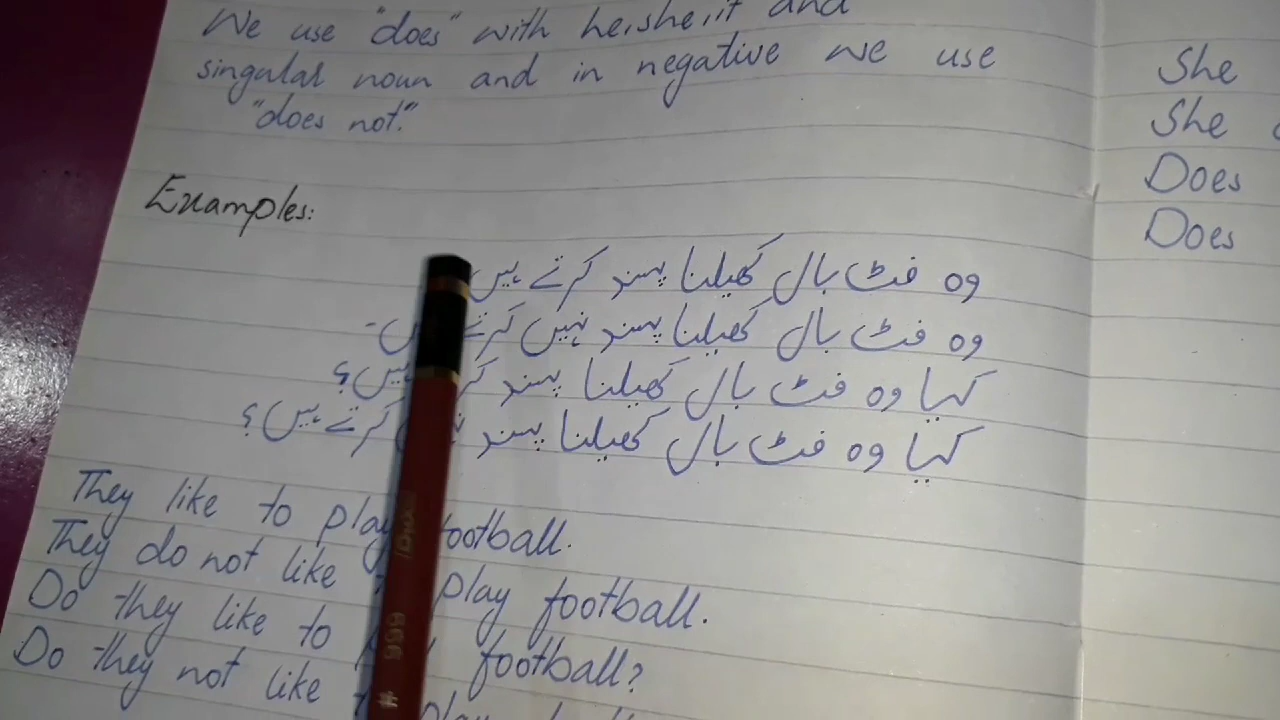 We use "does" with he,she,it and
singular noun and in negative we use
"does not."
Examples:
وہ فٹ بال کھیلنا پسند کرتے ہیں
وہ فٹ بال کھیلنا پسند نہیں کرتے
کیا وہ فٹ بال کھیلنا پسند ہیں؟
کیا وہ فٹ بال کھیلنا پسند کرتے ہیں؟
They like to play football.
They do not like play football.
Do they like to football?
Do they not like
She
She
Does
Does